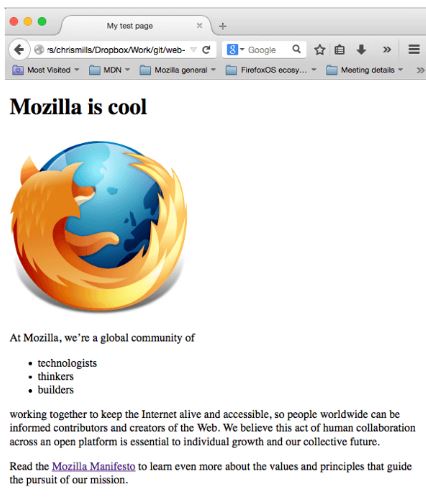 My test page
rs/chrismills/Dropbox/Work/git/web-
Google
Most Visited
MDN
Mozilla general
FirefoxOS ecosy...
Meeting details
Mozilla is cool
At Mozilla, we’re a global community of
• technologists
• thinkers
• builders
working together to keep the Internet alive and accessible, so people worldwide can be
informed contributors and creators of the Web. We believe this act of human collaboration
across an open platform is essential to individual growth and our collective future.
Read the Mozilla Manifesto to learn even more about the values and principles that guide
the pursuit of our mission.